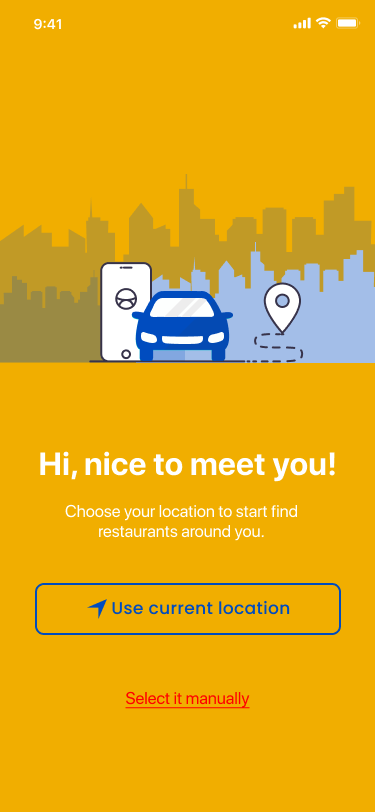 9:41
Hi, nice to meet you!
Choose your location to start find
restaurants around you.
Use current location
Select it manually